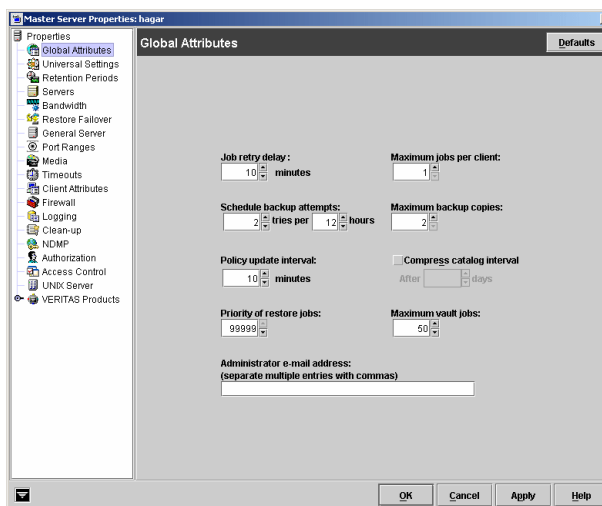 Master Server Properties: hagar
Properties
Global Attributes
Universal Settings
Retention Periods
Servers
Bandwidth
Restore Failover
General Server
Port Ranges
Media
Timeouts
Client Attributes
Firewall
Logging
Clean-up
NDMP
Authorization
Access Control
UNIX Server
VERITAS Products
Global Attributes
Defaults
Job retry delay :
10 minutes
Maximum jobs per client:
1
Schedule backup attempts:
2 tries per 12 hours
Maximum backup copies:
2
Policy update interval:
10 minutes
Compress catalog interval
After days
Priority of restore jobs:
99999
Maximum vault jobs:
50
Administrator e-mail address:
(separate multiple entries with commas)
OK Cancel Apply Help